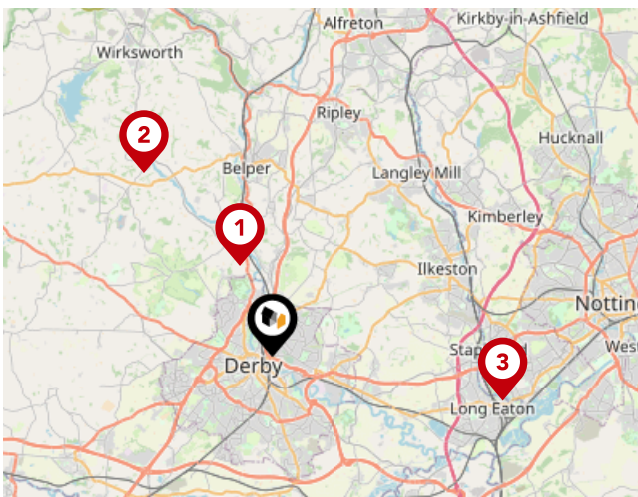 Alfreton
Kirkby-in-Ashfield
Wirksworth
Ripley
2
Hucknall
Belper
Langley Mill
1
Kimberley
Ilkeston
Notting
Stap
rd
West
3
Derby
Long Eaton